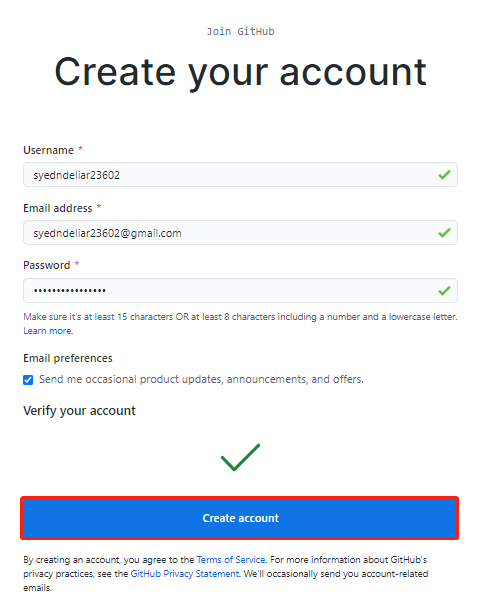 Join GitHub
Create your account
Username *
syedndeliar23602
Email address *
syedndeliar23602@gmail.com
Password *
••••••••••••••••
Make sure it's at least 15 characters OR at least 8 characters including a number and a lowercase letter.
Learn more.
Email preferences
Send me occasional product updates, announcements, and offers.
Verify your account
Create account
By creating an account, you agree to the Terms of Service. For more information about GitHub's
privacy practices, see the GitHub Privacy Statement. We'll occasionally send you account-related
emails.